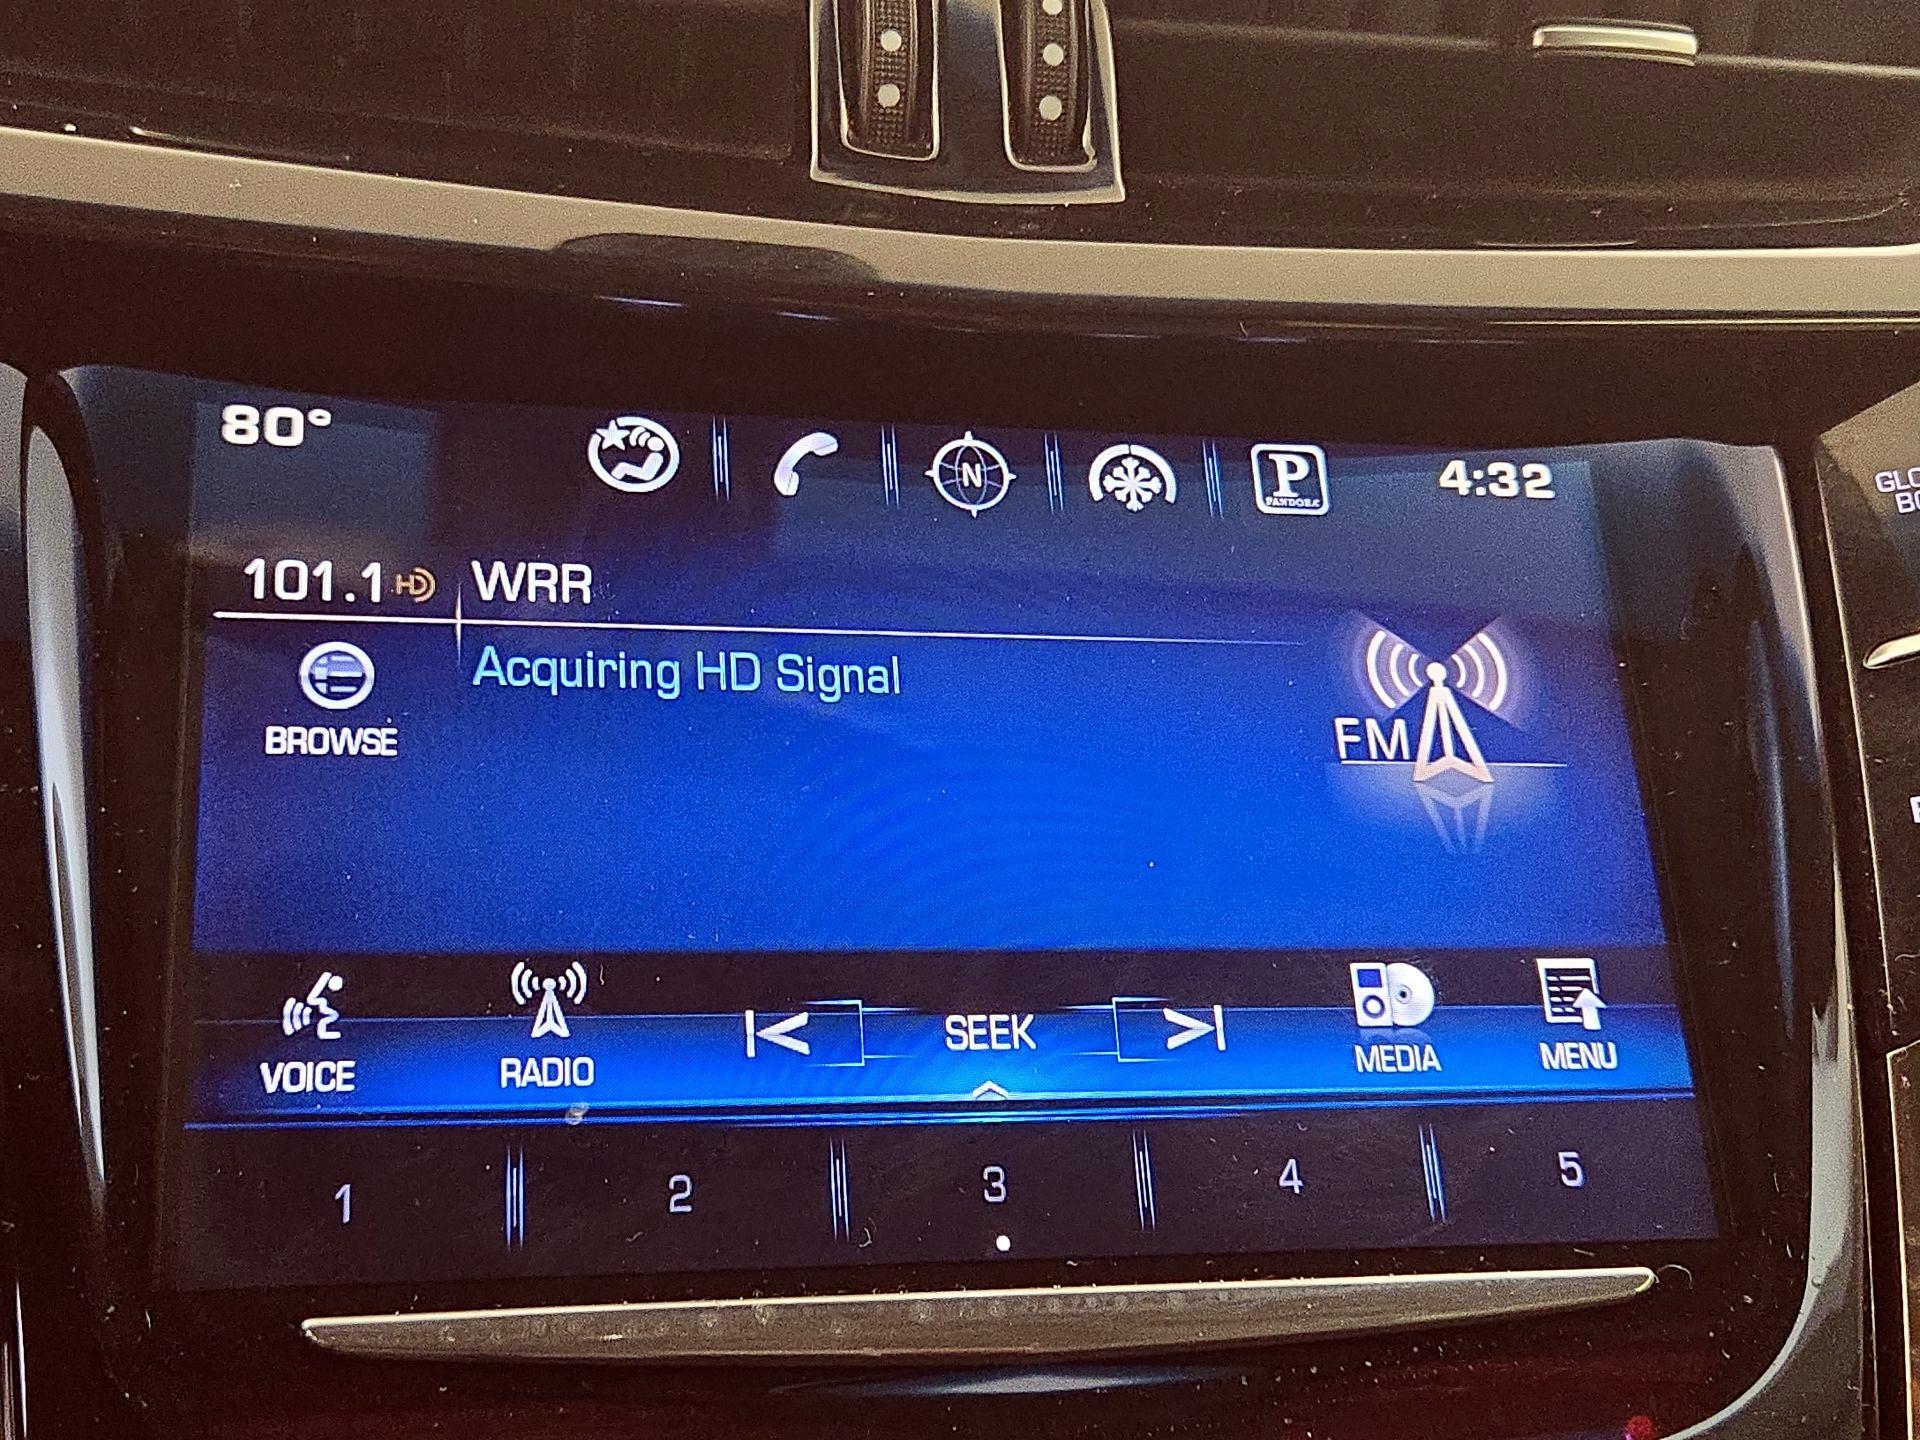 80°
N
P
PANDORA
4:32
101.1 HD
WRR
BROWSE
Acquiring HD Signal
FM
VOICE
RADIO
SEEK
MEDIA
MENU
1
2
3
4
5